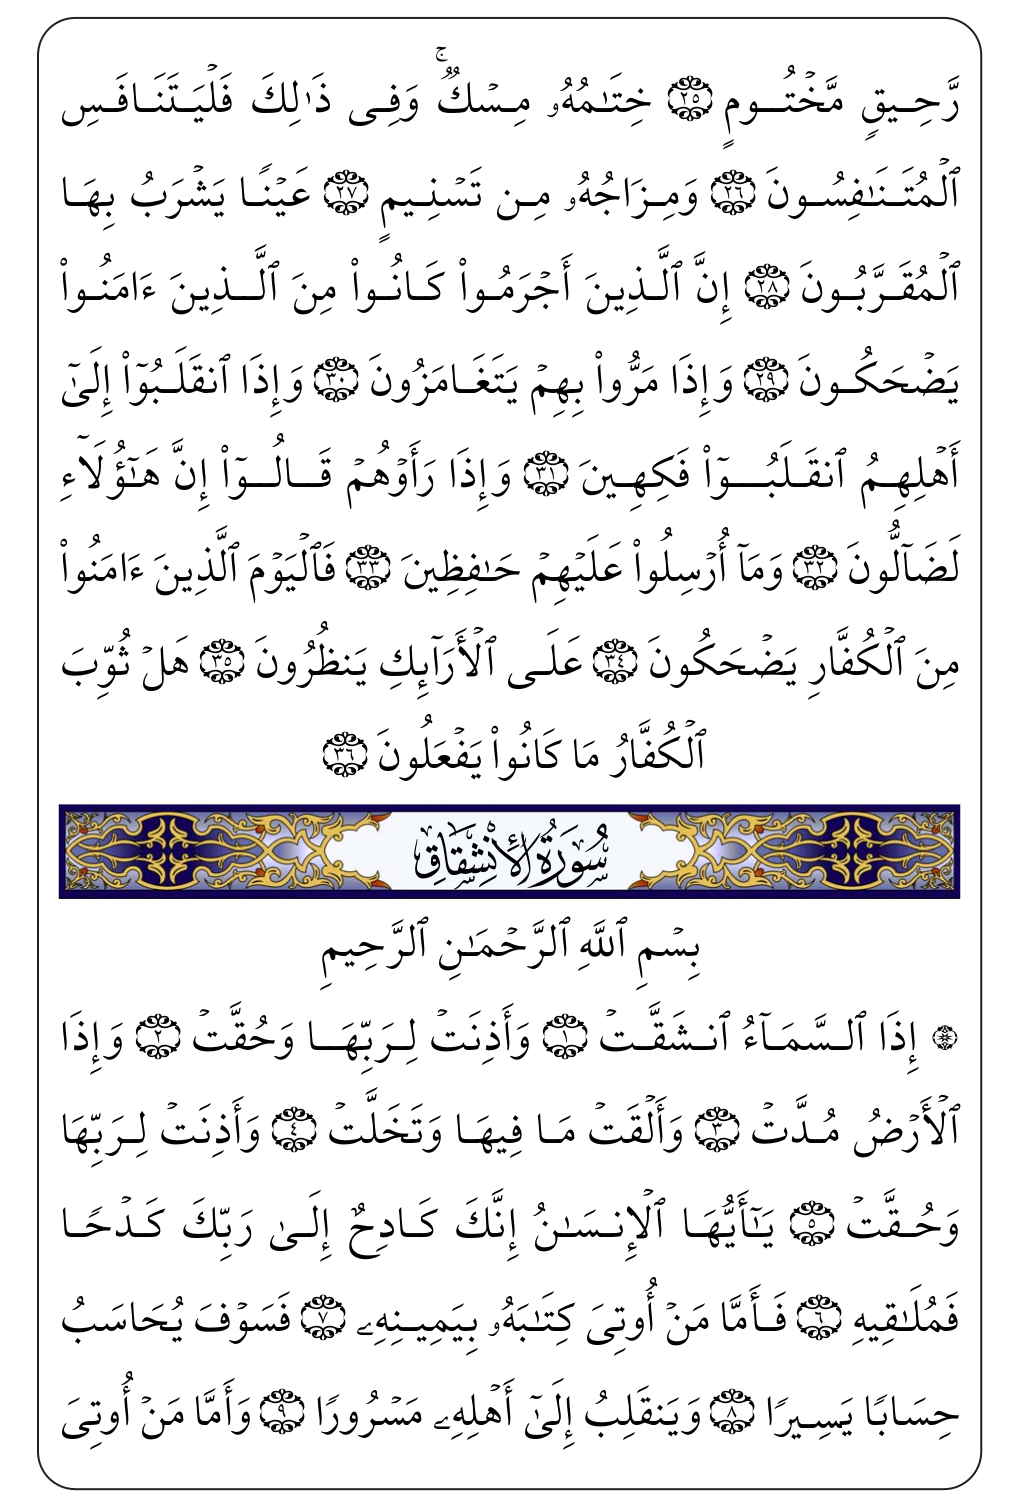 رَّحِيقٖ مَّخۡتُومٍ ٢٥ خِتَٰمُهُۥ مِسۡكٞۚ وَفِي ذَٰلِكَ فَلۡيَتَنَافَسِ
ٱلۡمُتَنَٰفِسُونَ ٢٦ وَمِزَاجُهُۥ مِن تَسۡنِيمٍ ٢٧ عَيۡنٗا يَشۡرَبُ بِهَا
ٱلۡمُقَرَّبُونَ ٢٨ إِنَّ ٱلَّذِينَ أَجۡرَمُواْ كَانُواْ مِنَ ٱلَّذِينَ ءَامَنُواْ
يَضۡحَكُونَ ٢٩ وَإِذَا مَرُّواْ بِهِمۡ يَتَغَامَزُونَ ٣٠ وَإِذَا ٱنقَلَبُوٓاْ إِلَىٰٓ
أَهۡلِهِمُ ٱنقَلَبُواْ فَكِهِينَ ٣١ وَإِذَا رَأَوۡهُمۡ قَالُوٓاْ إِنَّ هَٰٓؤُلَآءِ
لَضَآلُّونَ ٣٢ وَمَآ أُرۡسِلُواْ عَلَيۡهِمۡ حَٰفِظِينَ ٣٣ فَٱلۡيَوۡمَ ٱلَّذِينَ ءَامَنُواْ
مِنَ ٱلۡكُفَّارِ يَضۡحَكُونَ ٣٤ عَلَى ٱلۡأَرَآئِكِ يَنظُرُونَ ٣٥ هَلۡ ثُوِّبَ
ٱلۡكُفَّارُ مَا كَانُواْ يَفۡعَلُونَ ٣٦
سُورَةُ الانۡشِقَاقِ
بِسۡمِ ٱللَّهِ ٱلرَّحۡمَٰنِ ٱلرَّحِيمِ
۞ إِذَا ٱلسَّمَآءُ ٱنشَقَّتۡ ١ وَأَذِنَتۡ لِرَبِّهَا وَحُقَّتۡ ٢ وَإِذَا
ٱلۡأَرۡضُ مُدَّتۡ ٣ وَأَلۡقَتۡ مَا فِيهَا وَتَخَلَّتۡ ٤ وَأَذِنَتۡ لِرَبِّهَا
وَحُقَّتۡ ٥ يَٰٓأَيُّهَا ٱلۡإِنسَٰنُ إِنَّكَ كَادِحٌ إِلَىٰ رَبِّكَ كَدۡحٗا
فَمُلَٰقِيهِ ٦ فَأَمَّا مَنۡ أُوتِيَ كِتَٰبَهُۥ بِيَمِينِهِۦ ٧ فَسَوۡفَ يُحَاسَبُ
حِسَابٗا يَسِيرٗا ٨ وَيَنقَلِبُ إِلَىٰٓ أَهۡلِهِۦ مَسۡرُورٗا ٩ وَأَمَّا مَنۡ أُوتِيَ